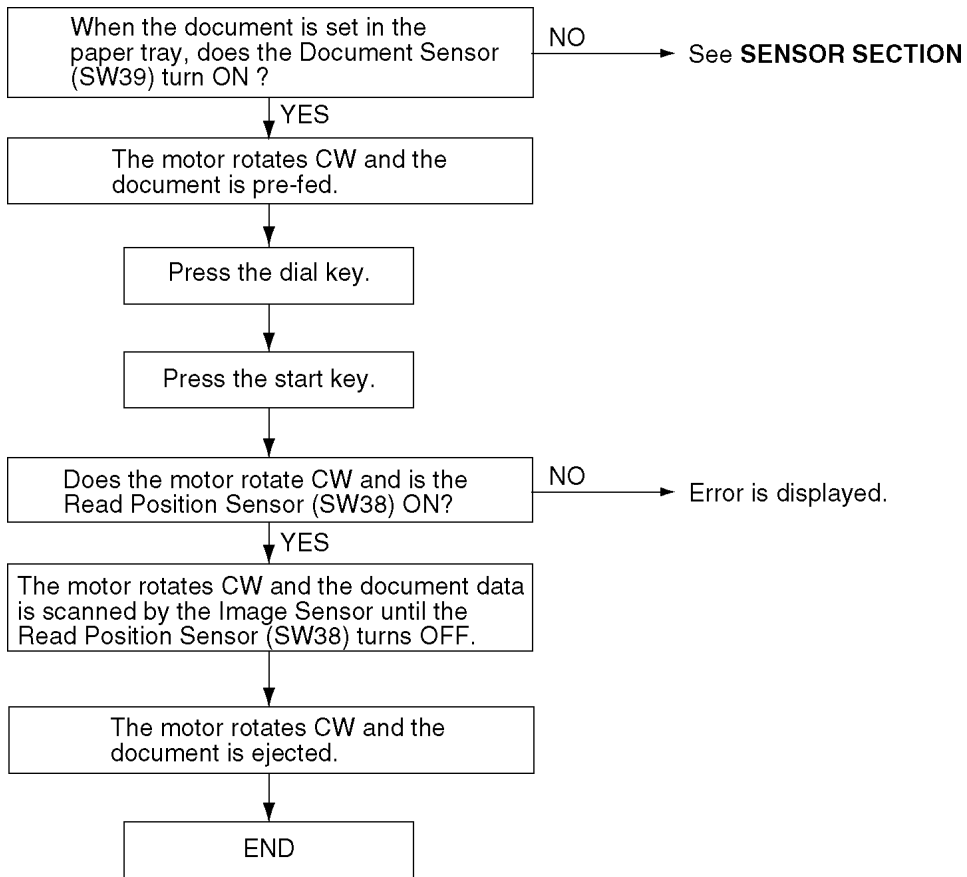 When the document is set in the
paper tray, does the Document Sensor
(SW39) turn ON ?
NO
See SENSOR SECTION
YES
The motor rotates CW and the
document is pre-fed.
Press the dial key.
Press the start key.
Does the motor rotate CW and is the
Read Position Sensor (SW38) ON?
NO
Error is displayed.
YES
The motor rotates CW and the document data
is scanned by the Image Sensor until the
Read Position Sensor (SW38) turns OFF.
The motor rotates CW and the
document is ejected.
END